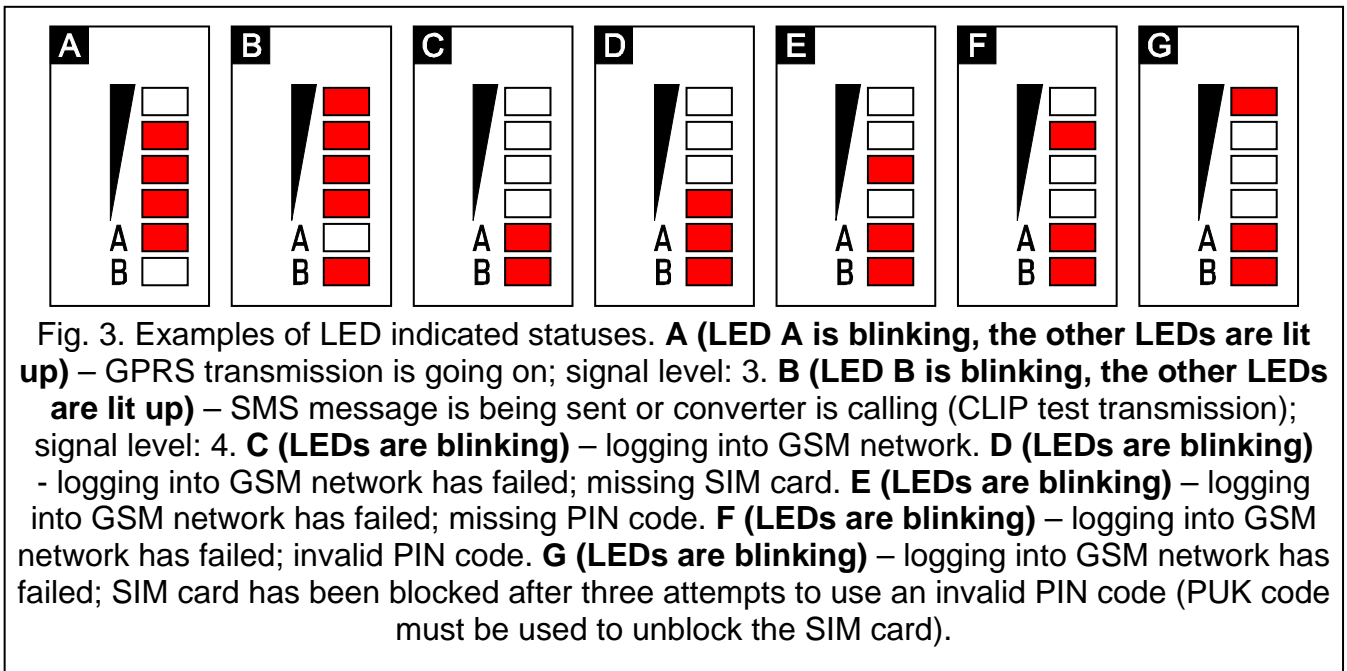 A B C D E F G
A A A A A A A
B B B B B B B
Fig. 3. Examples of LED indicated statuses. A (LED A is blinking, the other LEDs are lit
up) – GPRS transmission is going on; signal level: 3. B (LED B is blinking, the other LEDs
are lit up) – SMS message is being sent or converter is calling (CLIP test transmission);
signal level: 4. C (LEDs are blinking) – logging into GSM network. D (LEDs are blinking)
- logging into GSM network has failed; missing SIM card. E (LEDs are blinking) – logging
into GSM network has failed; missing PIN code. F (LEDs are blinking) – logging into GSM
network has failed; invalid PIN code. G (LEDs are blinking) – logging into GSM network has
failed; SIM card has been blocked after three attempts to use an invalid PIN code (PUK code
must be used to unblock the SIM card).